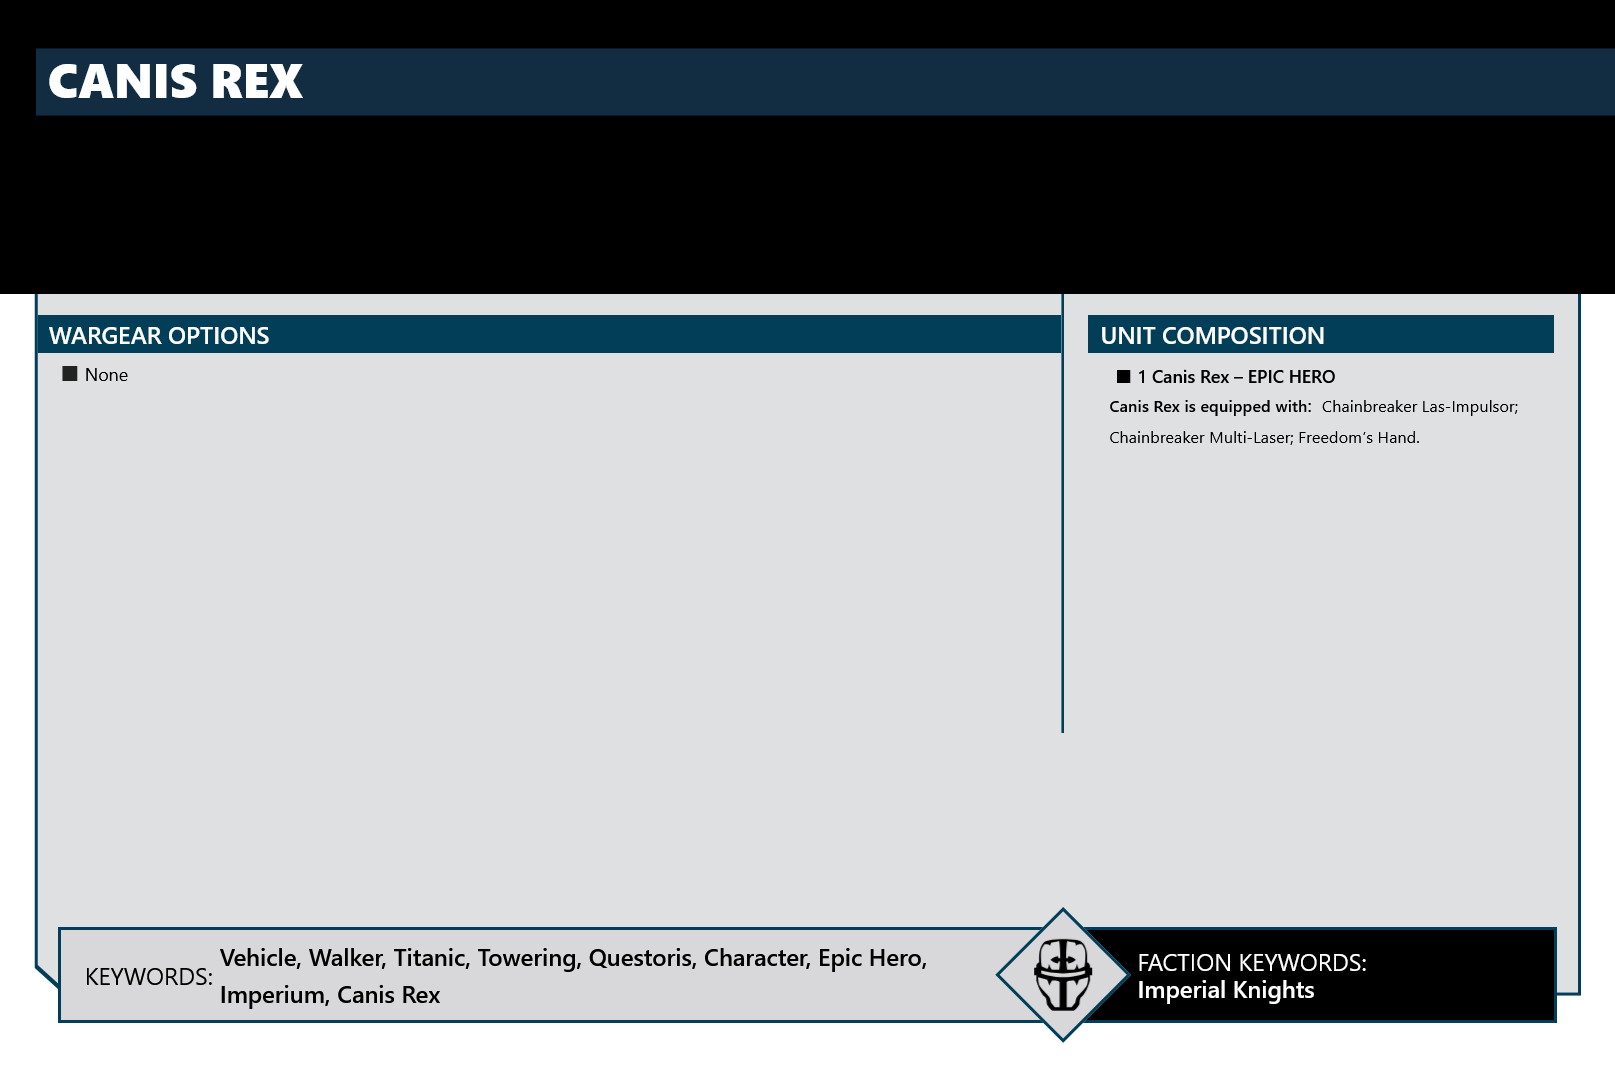 CANIS REX
WARGEAR OPTIONS
■ None
UNIT COMPOSITION
■ 1 Canis Rex – EPIC HERO
Canis Rex is equipped with: Chainbreaker Las-Impulsor;
Chainbreaker Multi-Laser; Freedom's Hand.
KEYWORDS: Vehicle, Walker, Titanic, Towering, Questoris, Character, Epic Hero,
Imperium, Canis Rex
FACTION KEYWORDS:
Imperial Knights